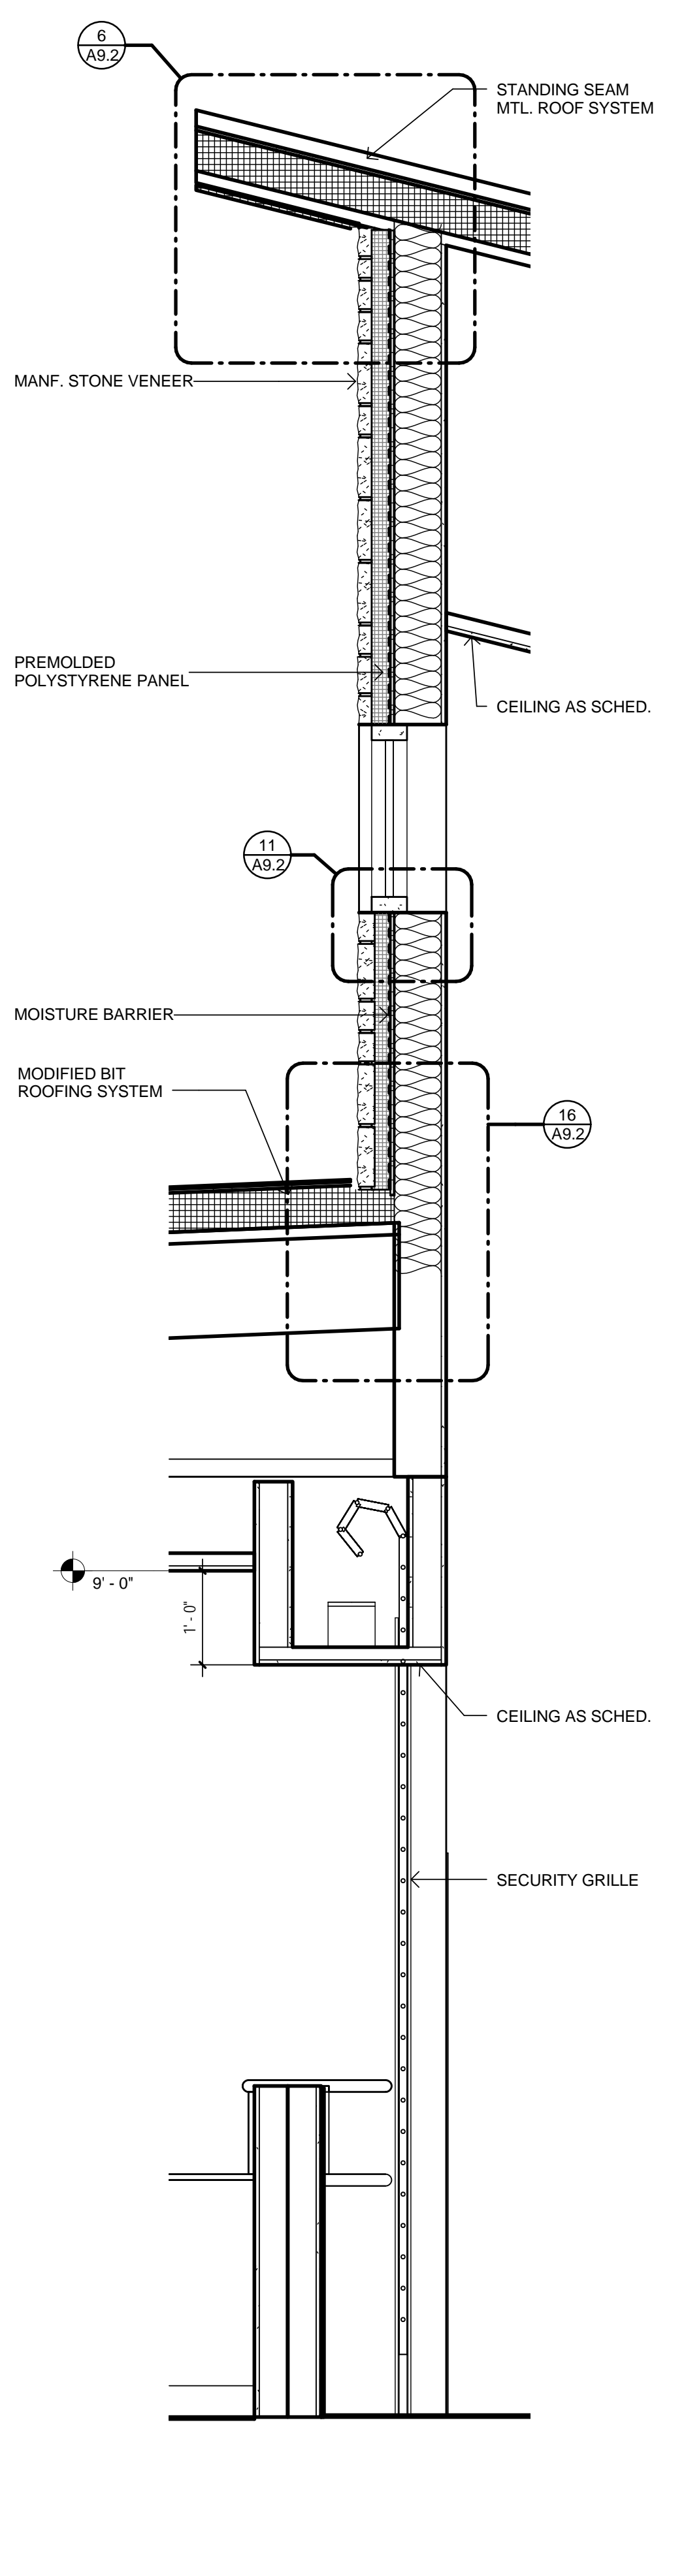 6
A9.2
STANDING SEAM
MTL. ROOF SYSTEM
MANF. STONE VENEER
PREMOLDED
POLYSTYRENE PANEL
CEILING AS SCHED.
11
A9.2
MOISTURE BARRIER
MODIFIED BIT
ROOFING SYSTEM
16
A9.2
9' - 0"
1' - 0"
CEILING AS SCHED.
SECURITY GRILLE